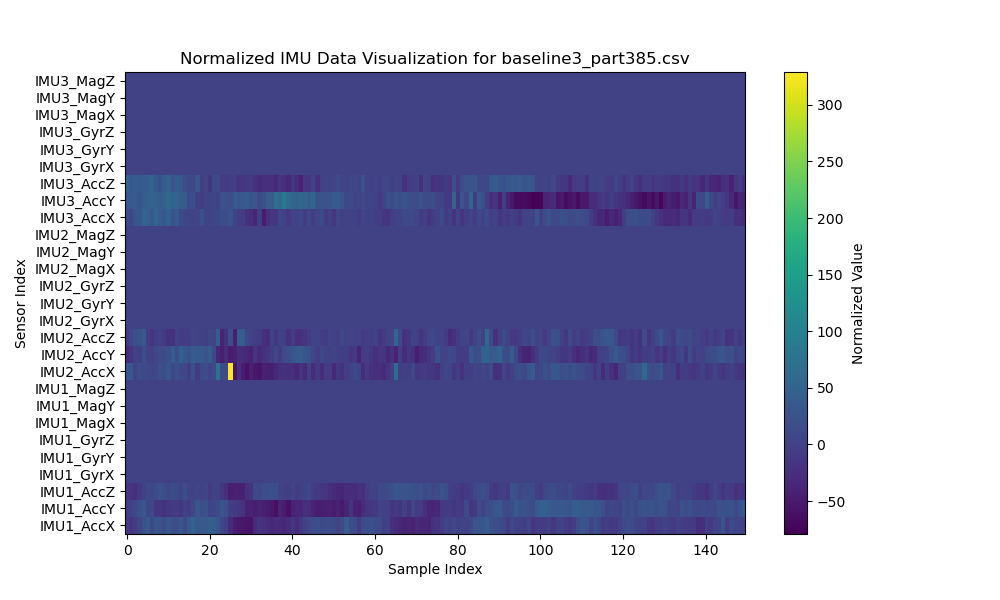 Normalized IMU Data Visualization for baseline3_part385.csv
IMU3_MagZ
IMU3_MagY
IMU3_MagX
IMU3_GyrZ
IMU3_GyrY
IMU3_GyrX
IMU3_AccZ
IMU3_AccY
IMU3_AccX
IMU2_MagZ
IMU2_MagY
IMU2_MagX
IMU2_GyrZ
IMU2_GyrY
IMU2_GyrX
IMU2_AccZ
IMU2_AccY
IMU2_AccX
IMU1_MagZ
IMU1_MagY
IMU1_MagX
IMU1_GyrZ
IMU1_GyrY
IMU1_GyrX
IMU1_AccZ
IMU1_AccY
IMU1_AccX
Sensor Index
0 20 40 60 80 100 120 140
Sample Index
300
250
200
150
100
50
0
−50
Normalized Value